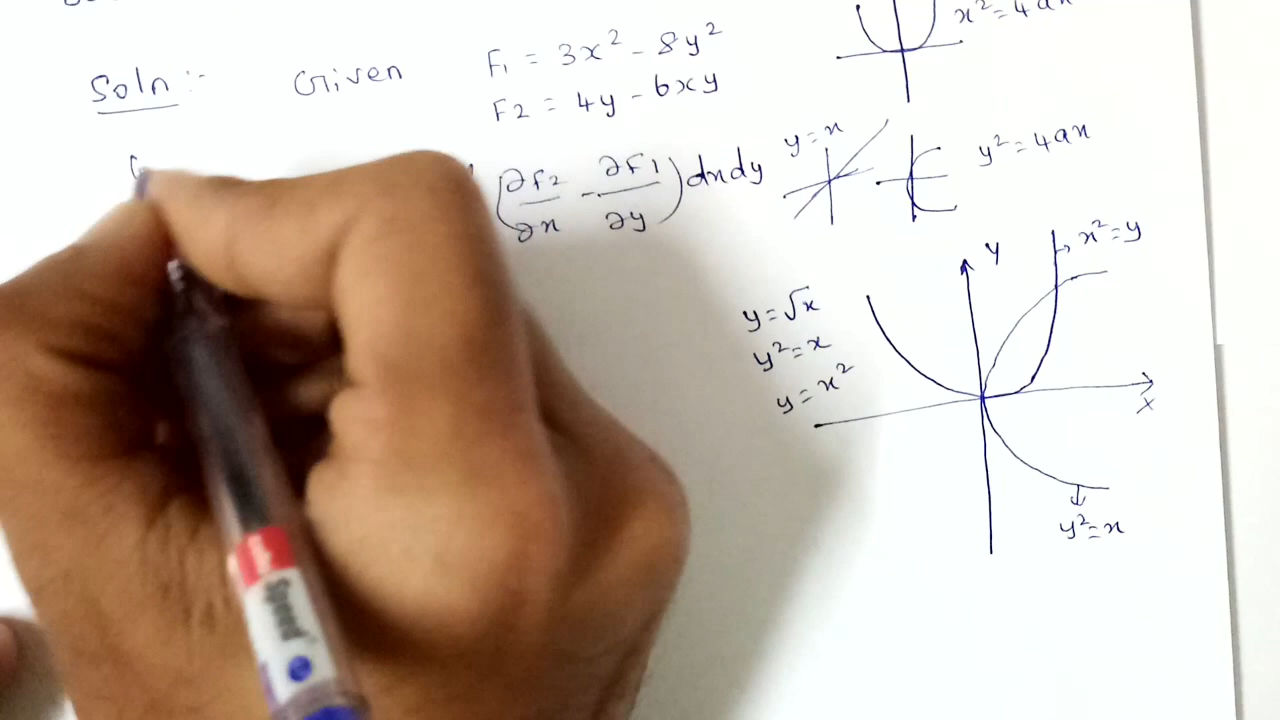 x² = 4ax
Soln :- Given F₁ = 3x² - 8y²
F2 = 4y - 6xy
(∂F2/∂x - ∂F1/∂y) dxdy
y=x
y² = 4ax
x²=y
Y
y = √x
y² = x
y = x²
X
y²=x
Speed